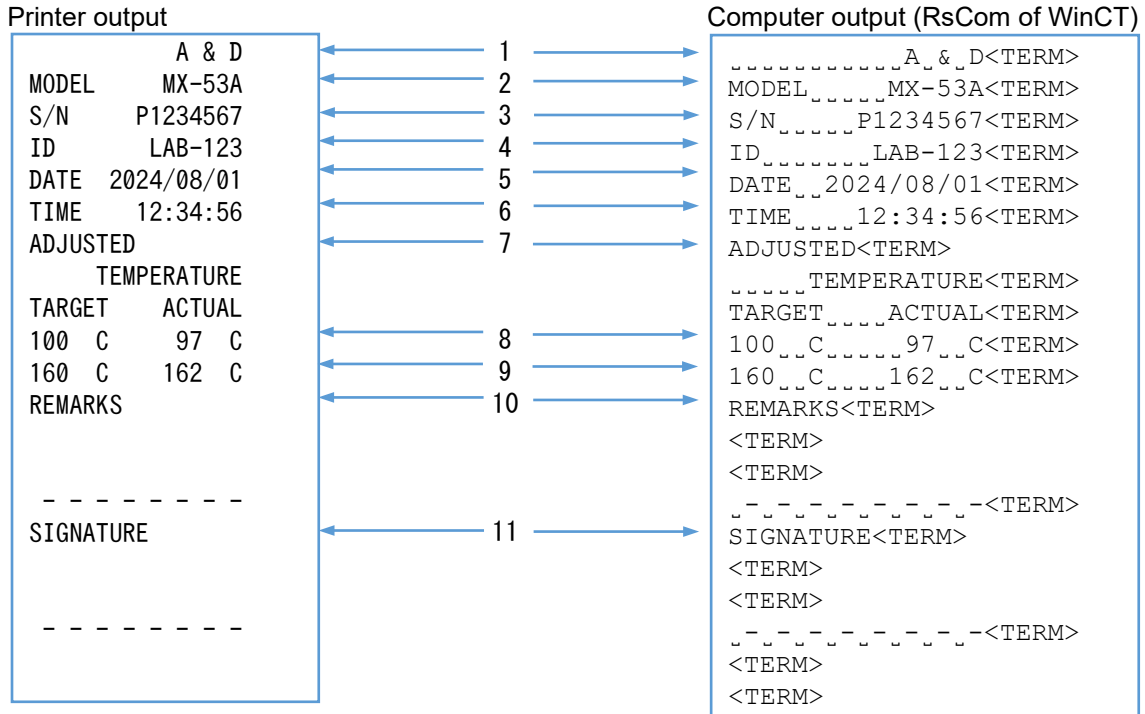 Printer output
A & D
MODEL MX-53A
S/N P1234567
ID LAB-123
DATE 2024/08/01
TIME 12:34:56
ADJUSTED
TEMPERATURE
TARGET ACTUAL
100 C 97 C
160 C 162 C
REMARKS
- - - - - - - -
SIGNATURE
- - - - - - - -
1
2
3
4
5
6
7
8
9
10
11
Computer output (RsCom of WinCT)
␣␣␣␣␣␣␣␣␣␣␣A␣&␣D<TERM>
MODEL␣␣␣␣␣MX-53A<TERM>
S/N␣␣␣␣␣P1234567<TERM>
ID␣␣␣␣␣␣␣LAB-123<TERM>
DATE␣␣2024/08/01<TERM>
TIME␣␣␣␣12:34:56<TERM>
ADJUSTED<TERM>
␣␣␣␣␣TEMPERATURE<TERM>
TARGET␣␣␣␣ACTUAL<TERM>
100␣␣C␣␣␣␣␣97␣␣C<TERM>
160␣␣C␣␣␣␣162␣␣C<TERM>
REMARKS<TERM>
<TERM>
<TERM>
␣-␣-␣-␣-␣-␣-␣-␣-<TERM>
SIGNATURE<TERM>
<TERM>
<TERM>
␣-␣-␣-␣-␣-␣-␣-␣-<TERM>
<TERM>
<TERM>